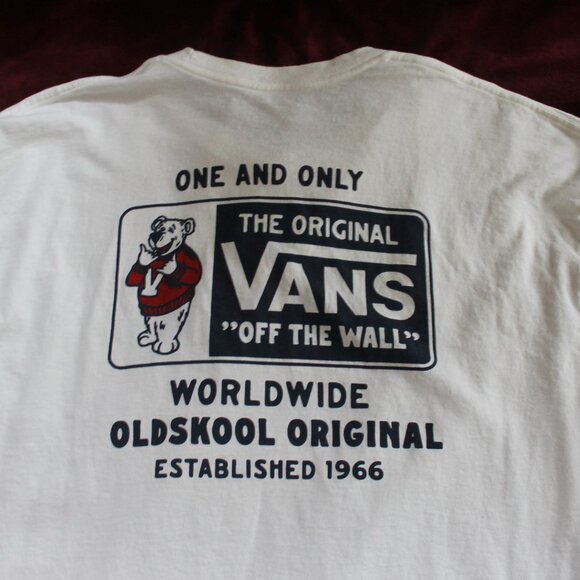 ONE AND ONLY
THE ORIGINAL
VANS
"OFF THE WALL"
V
WORLDWIDE
OLDSKOOL ORIGINAL
ESTABLISHED 1966